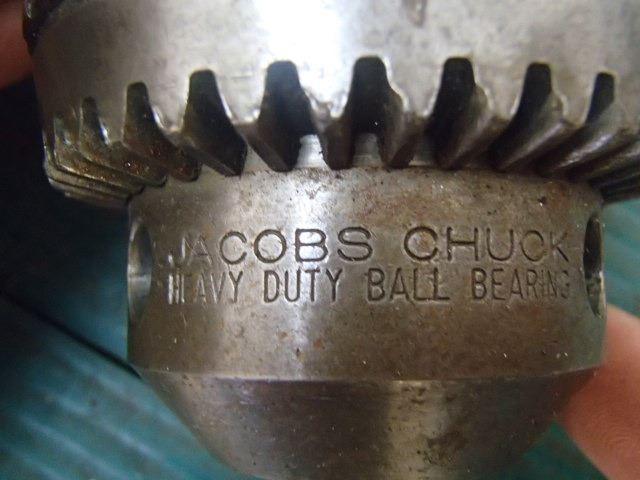 JACOBS CHUCK
HEAVY DUTY BALL BEARING